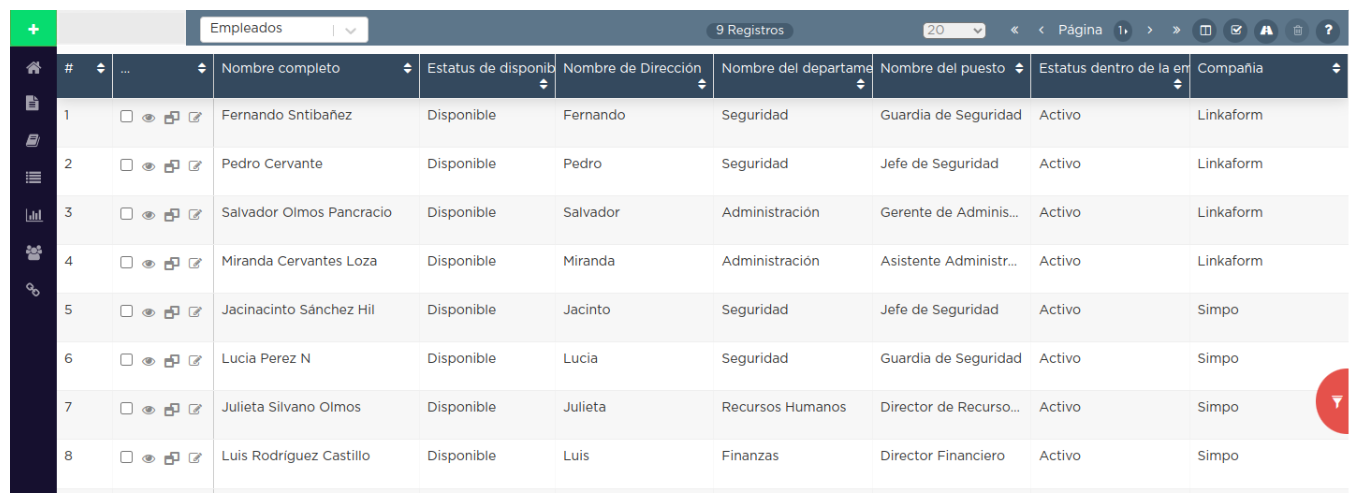 + Empleados 9 Registros 20 « ‹ Página 1 › » ?
# ... Nombre completo Estatus de disponib Nombre de Dirección Nombre del departame Nombre del puesto Estatus dentro de la em Compañia
1 Fernando Sntibañez Disponible Fernando Seguridad Guardia de Seguridad Activo Linkaform
2 Pedro Cervante Disponible Pedro Seguridad Jefe de Seguridad Activo Linkaform
3 Salvador Olmos Pancracio Disponible Salvador Administración Gerente de Adminis... Activo Linkaform
4 Miranda Cervantes Loza Disponible Miranda Administración Asistente Administr... Activo Linkaform
5 Jacinacinto Sánchez Hil Disponible Jacinto Seguridad Jefe de Seguridad Activo Simpo
6 Lucia Perez N Disponible Lucia Seguridad Guardia de Seguridad Activo Simpo
7 Julieta Silvano Olmos Disponible Julieta Recursos Humanos Director de Recurso... Activo Simpo
8 Luis Rodríguez Castillo Disponible Luis Finanzas Director Financiero Activo Simpo